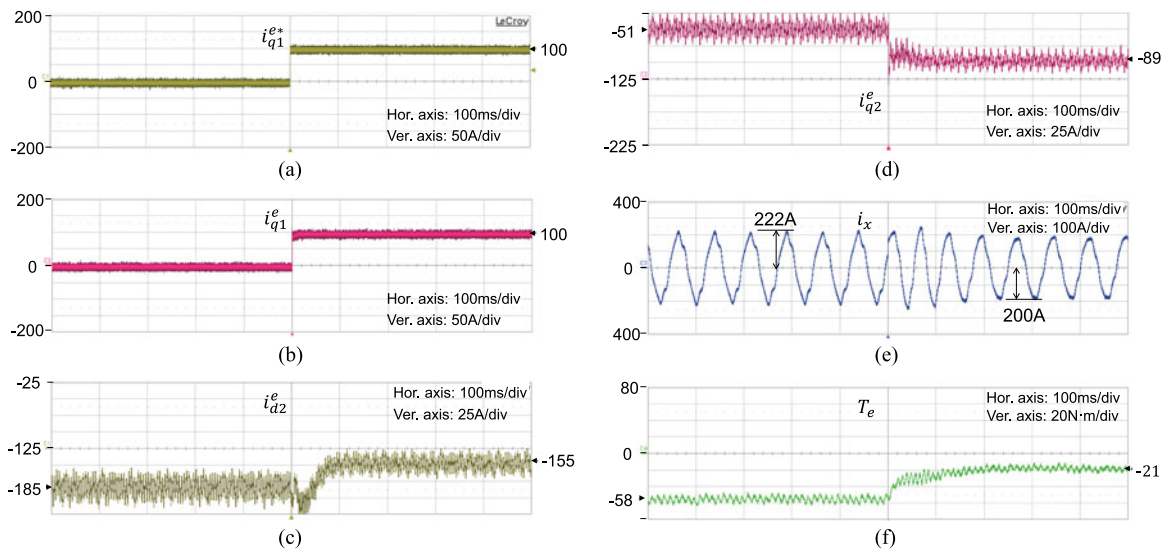 200
LeCroy
i_{q1}^{e*}
100
0
Hor. axis: 100ms/div
Ver. axis: 50A/div
-200
(a)
200
i_{q1}^{e}
100
0
Hor. axis: 100ms/div
Ver. axis: 50A/div
-200
(b)
-25
i_{d2}^{e}
Hor. axis: 100ms/div
Ver. axis: 25A/div
-125
-155
-185
(c)
-51
-89
-125
i_{q2}^{e}
Hor. axis: 100ms/div
Ver. axis: 25A/div
-225
(d)
400
222A
i_x
Hor. axis: 100ms/div
Ver. axis: 100A/div
0
200A
400
(e)
80
T_e
Hor. axis: 100ms/div
Ver. axis: 20N·m/div
0
-21
-58
(f)